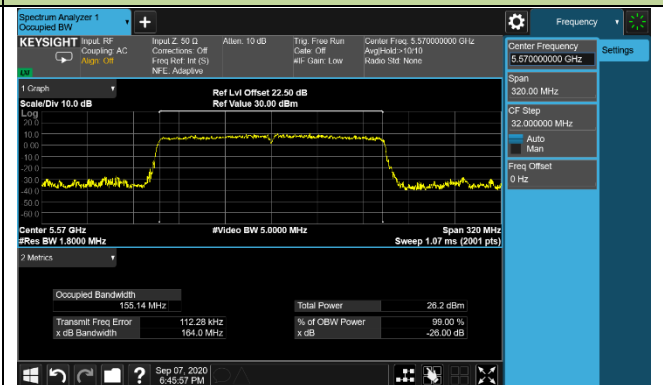 Spectrum Analyzer 1
Occupied BW
+
Frequency
KEYSIGHT
Input: RF
Coupling: AC
Align: Off
Input Z: 50 Ω
Corrections: Off
Freq Ref: Int (S)
NFE: Adaptive
Atten: 10 dB
Trig: Free Run
Gate: Off
#IF Gain: Low
Center Freq: 5.570000000 GHz
Avg|Hold:>10/10
Radio Std: None
Center Frequency
5.570000000 GHz
Settings
Span
320.00 MHz
CF Step
32.000000 MHz
Auto
Man
Freq Offset
0 Hz
1 Graph
Scale/Div 10.0 dB
Ref Lvl Offset 22.50 dB
Ref Value 30.00 dBm
Log
20.0
10.0
0.00
-10.0
-20.0
-30.0
-40.0
-50.0
-60.0
Center 5.57 GHz
#Video BW 5.0000 MHz
Span 320 MHz
#Res BW 1.8000 MHz
Sweep 1.07 ms (2001 pts)
2 Metrics
Occupied Bandwidth
155.14 MHz
Total Power
26.2 dBm
Transmit Freq Error
112.28 kHz
% of OBW Power
99.00 %
x dB Bandwidth
164.0 MHz
x dB
-26.00 dB
?
Sep 07, 2020
6:45:57 PM